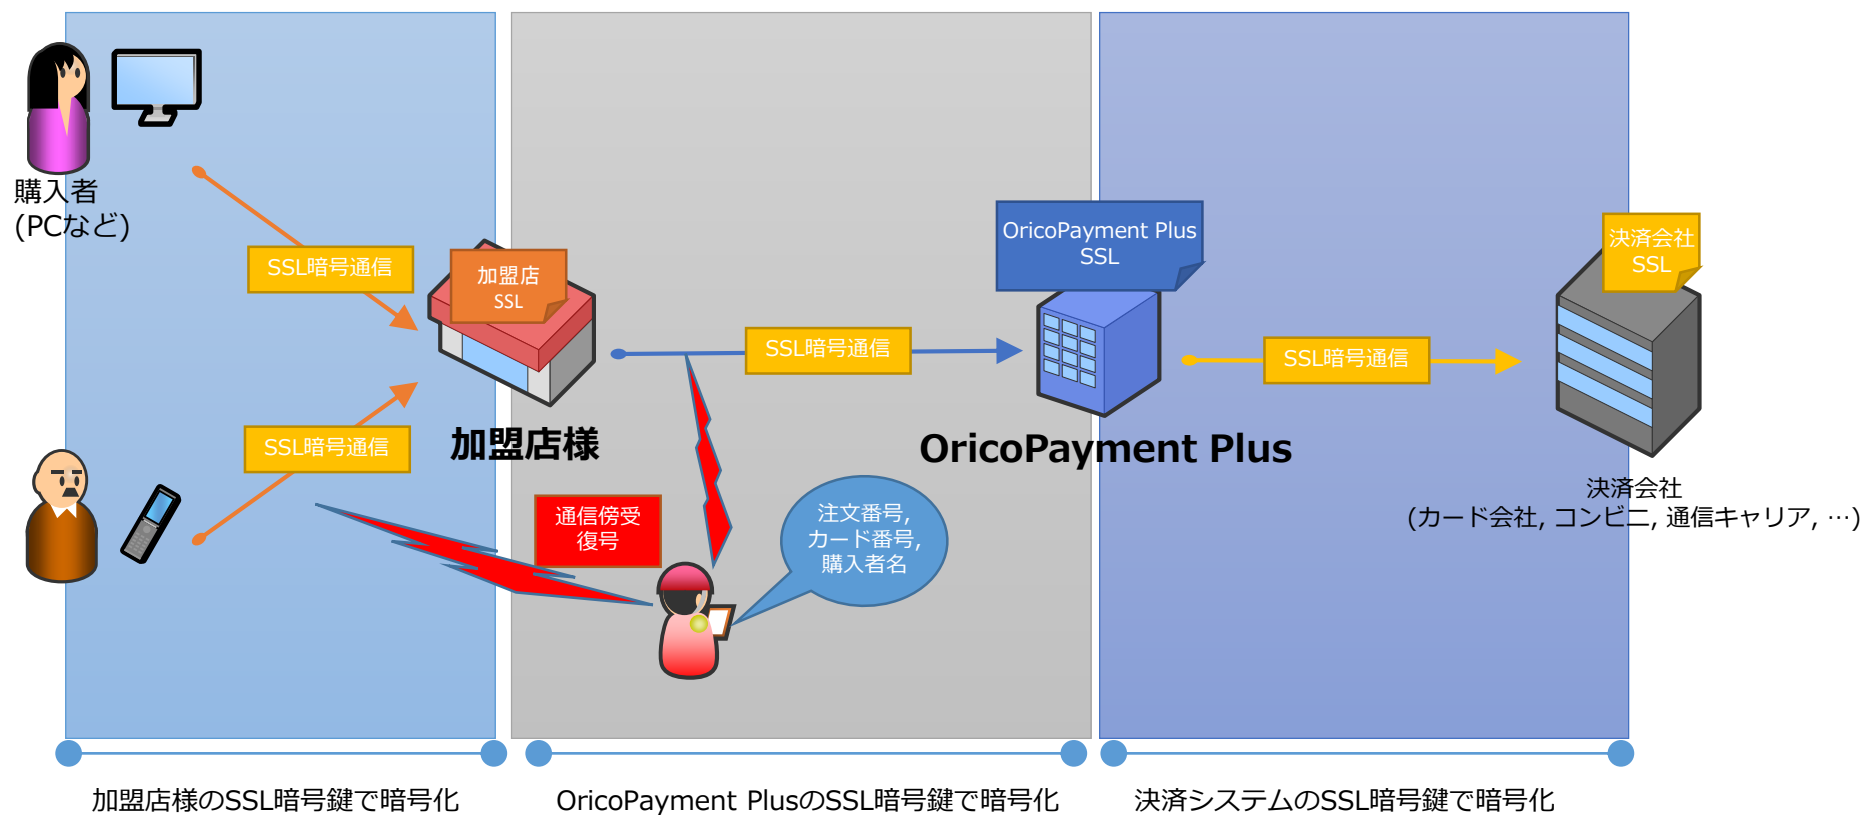 購入者
(PCなど)
SSL暗号通信
加盟店
SSL
OricoPayment Plus
SSL
決済会社
SSL
SSL暗号通信
SSL暗号通信
SSL暗号通信
加盟店様
OricoPayment Plus
決済会社
(カード会社, コンビニ, 通信キャリア, …)
通信傍受
復号
注文番号,
カード番号,
購入者名
加盟店様のSSL暗号鍵で暗号化
OricoPayment PlusのSSL暗号鍵で暗号化
決済システムのSSL暗号鍵で暗号化